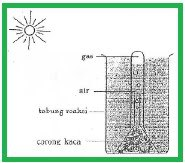 gas
air
tabung reaksi
corong kaca